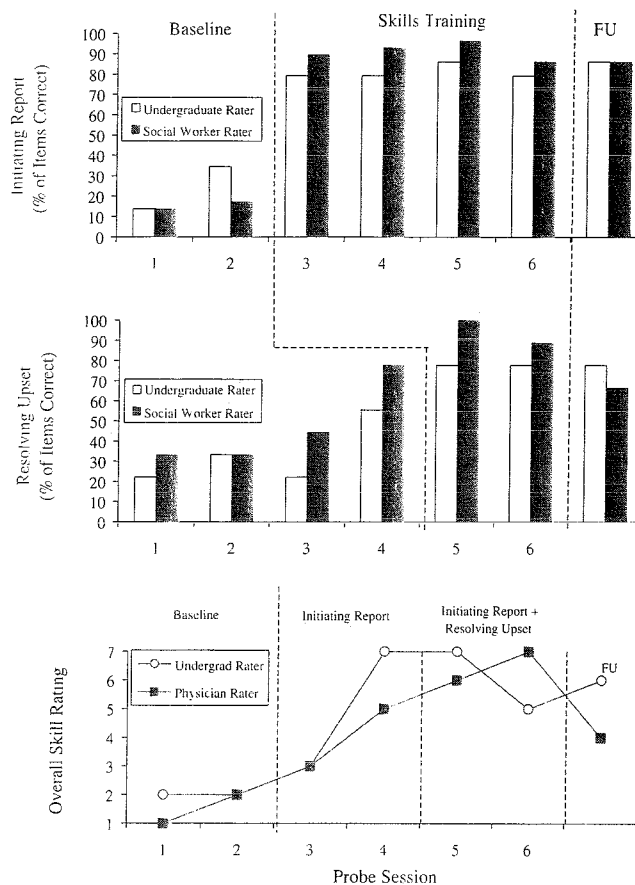 Baseline
Skills Training
FU
Initiating Report
(% of Items Correct)
100
90
80
70
60
50
40
30
20
10
0
Undergraduate Rater
Social Worker Rater
1 2 3 4 5 6
Resolving Upset
(% of Items Correct)
100
90
80
70
60
50
40
30
20
10
0
Undergraduate Rater
Social Worker Rater
1 2 3 4 5 6
Baseline
Initiating Report
Initiating Report +
Resolving Upset
FU
Overall Skill Rating
7
6
5
4
3
2
1
Undergrad Rater
Physician Rater
1 2 3 4 5 6
Probe Session